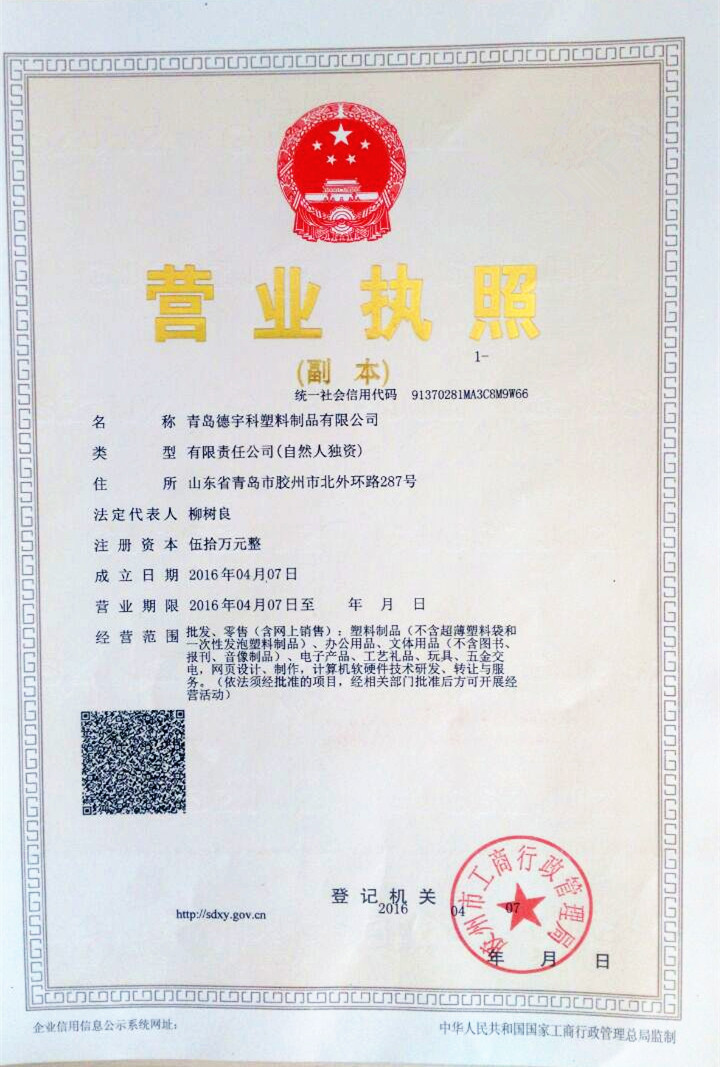 营业执照
(副 本)
1-
统一社会信用代码 91370281MA3C8M9W66
名 称 青岛德宇科塑料制品有限公司
类 型 有限责任公司(自然人独资)
住 所 山东省青岛市胶州市北外环路287号
法定代表人 柳树良
注册资本 伍拾万元整
成立日期 2016年04月07日
营业期限 2016年04月07日至 年 月 日
经营范围 批发、零售（含网上销售）：塑料制品（不含超薄塑料袋和
一次性发泡塑料制品）、办公用品、文体用品（不含图书、
报刊、音像制品）、电子产品、工艺礼品、玩具、五金交
电，网页设计、制作，计算机软硬件技术研发、转让与服
务。（依法须经批准的项目，经相关部门批准后方可开展经
营活动）
胶州市工商行政管理局
登记机关
2016 04 07
http://sdxy.gov.cn
年 月 日
企业信用信息公示系统网址：
中华人民共和国国家工商行政管理总局监制